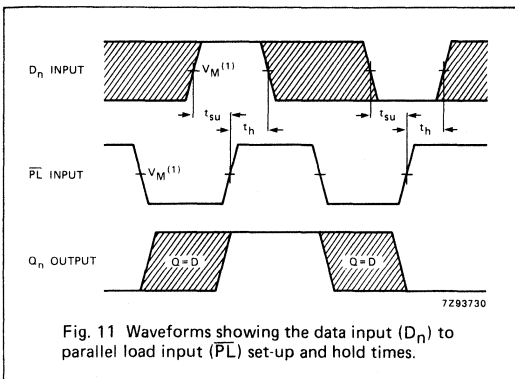 Dn INPUT
VM(1)
tsu
th
tsu
th
PL INPUT
VM(1)
Qn OUTPUT
Q=D
Q=D
7Z93730
Fig. 11 Waveforms showing the data input (Dn) to
parallel load input (PL) set-up and hold times.